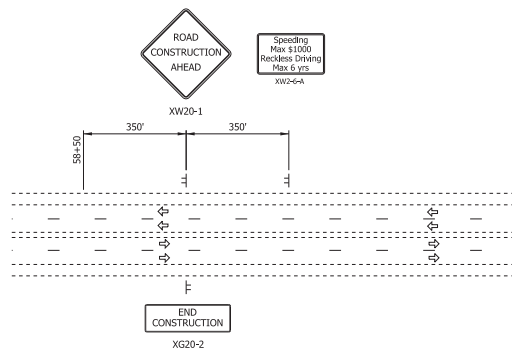 ROAD
CONSTRUCTION
AHEAD
XW20-1
Speeding
Max $1000
Reckless Driving
Max 6 yrs
XW2-6-A
350'
350'
58+50
END
CONSTRUCTION
XG20-2